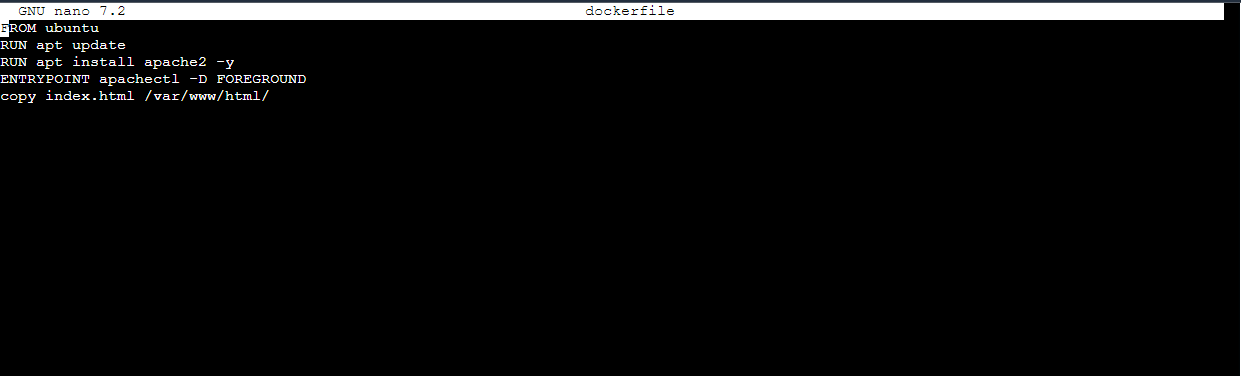 GNU nano 7.2 dockerfile
FROM ubuntu
RUN apt update
RUN apt install apache2 -y
ENTRYPOINT apachectl -D FOREGROUND
copy index.html /var/www/html/